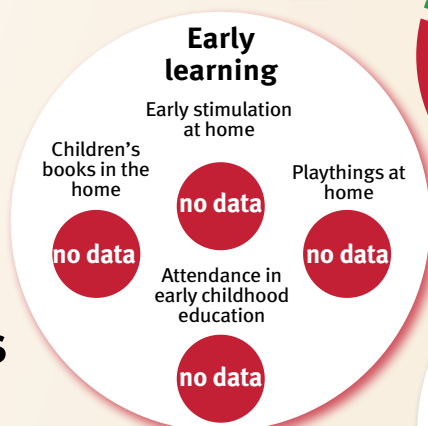 Early
learning
Early stimulation
at home
Children's
books in the
home
Playthings at
home
no data
no data
no data
Attendance in
early childhood
education
no data
s